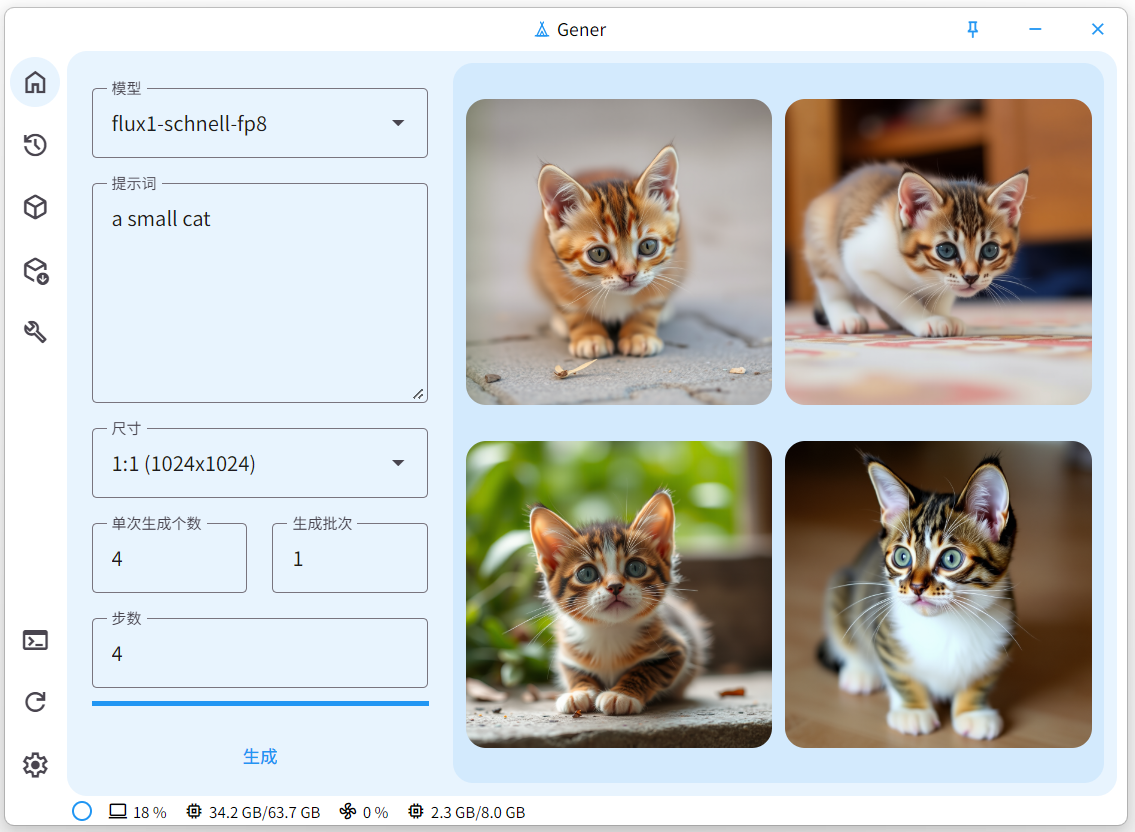 Gener
模型
flux1-schnell-fp8
提示词
a small cat
尺寸
1:1 (1024x1024)
单次生成个数
4
生成批次
1
步数
4
生成
18 %
34.2 GB/63.7 GB
0 %
2.3 GB/8.0 GB